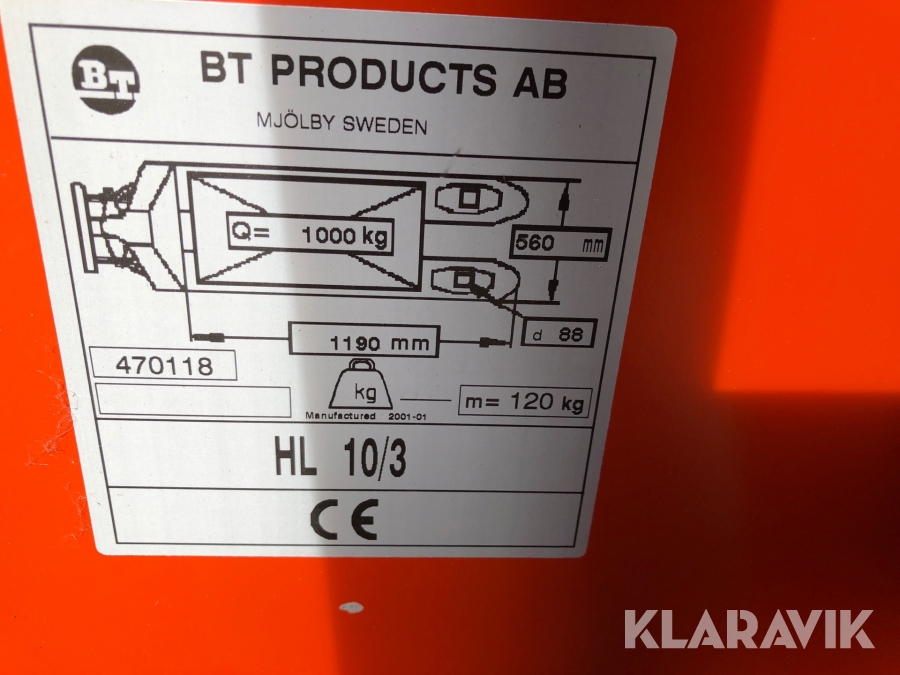 BT
BT PRODUCTS AB
MJÖLBY SWEDEN
Q= 1000 kg
560 mm
1190 mm
d 88
470118
kg
m= 120 kg
Manufactured 2001-01
HL 10/3
CE
KLARAVIK